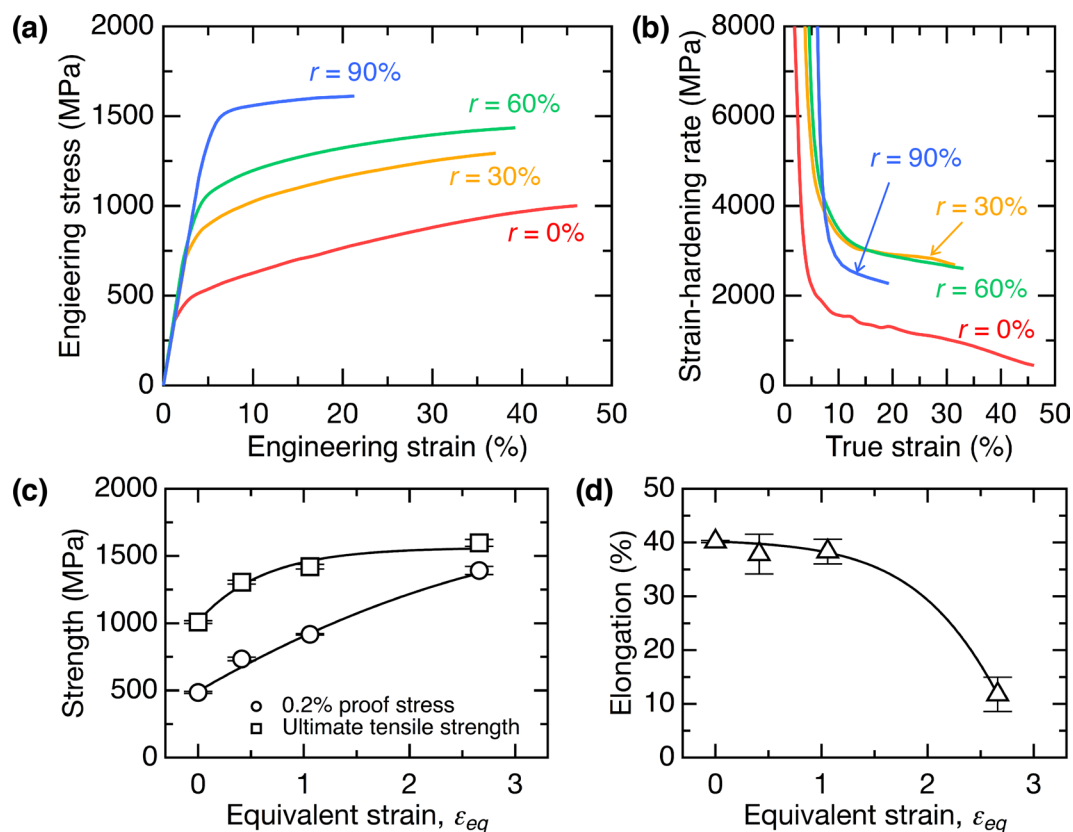 (a)
2000
1500
1000
500
0
Engieering stress (MPa)
r = 90%
r = 60%
r = 30%
r = 0%
0 10 20 30 40 50
Engineering strain (%)
(b)
8000
6000
4000
2000
0
Strain-hardening rate (MPa)
r = 90%
r = 30%
r = 60%
r = 0%
0 10 20 30 40 50
True strain (%)
(c)
2000
1500
1000
500
0
Strength (MPa)
0.2% proof stress
Ultimate tensile strength
0 1 2 3
Equivalent strain, εeq
(d)
50
40
30
20
10
0
Elongation (%)
0 1 2 3
Equivalent strain, εeq